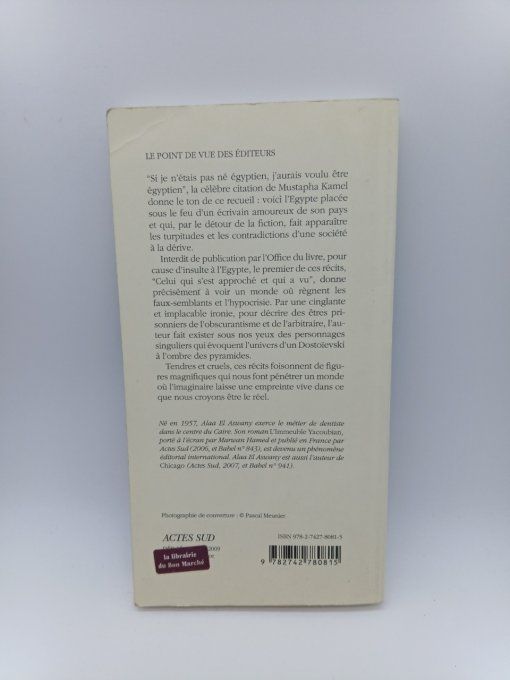 LE POINT DE VUE DES ÉDITEURS
"Si je n'étais pas né égyptien, j'aurais voulu être
égyptien", la célèbre citation de Mustapha Kamel
donne le ton de ce recueil : voici l'Egypte placée
sous le feu d'un écrivain amoureux de son pays
et qui, par le détour de la fiction, fait apparaître
les turpitudes et les contradictions d'une société
à la dérive.
Interdit de publication par l'Office du livre, pour
cause d'insulte à l'Egypte, le premier de ces récits,
"Celui qui s'est approché et qui a vu", donne
précisément à voir un monde où règnent les
faux-semblants et l'hypocrisie. Par une cinglante
et implacable ironie, pour décrire des êtres pri-
sonniers de l'obscurantisme et de l'arbitraire, l'au-
teur fait exister sous nos yeux des personnages
singuliers qui évoquent l'univers d'un Dostoïevski
à l'ombre des pyramides.
Tendres et cruels, ces récits foisonnent de figu-
res magnifiques qui nous font pénétrer un monde
où l'imaginaire laisse une empreinte vive dans ce
que nous croyons être le réel.
Né en 1957, Alaa El Aswany exerce le métier de dentiste
dans le centre du Caire. Son roman L'Immeuble Yacoubian,
porté à l'écran par Marwan Hamed et publié en France par
Actes Sud (2006, et Babel n° 843), est devenu un phénomène
éditorial international. Alaa El Aswany est aussi l'auteur de
Chicago (Actes Sud, 2007, et Babel n° 941).
Photographie de couverture : © Pascal Meunier
ACTES SUD
2009
la librairie
du Bon Marché
ISBN 978-2-7427-8081-5
9 782742 780815